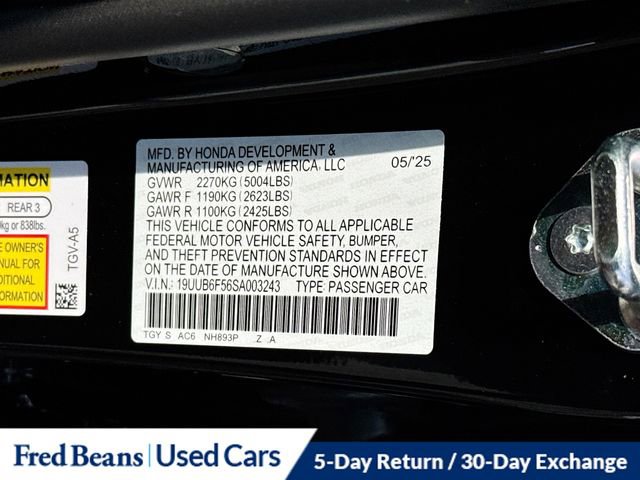 MFD. BY HONDA DEVELOPMENT &
MANUFACTURING OF AMERICA, LLC 05/'25
GVWR 2270KG (5004LBS)
GAWR F 1190KG (2623LBS)
GAWR R 1100KG (2425LBS)
THIS VEHICLE CONFORMS TO ALL APPLICABLE
FEDERAL MOTOR VEHICLE SAFETY, BUMPER,
AND THEFT PREVENTION STANDARDS IN EFFECT
ON THE DATE OF MANUFACTURE SHOWN ABOVE.
V.I.N.: 19UUB6F56SA003243 TYPE: PASSENGER CAR
TGY S AC6 NH893P Z A
MATION
REAR 3
kg or 838lbs.
E OWNER'S
NUAL FOR
DITIONAL
FORMATION
TGV-A5
Fred Beans | Used Cars
5-Day Return / 30-Day Exchange